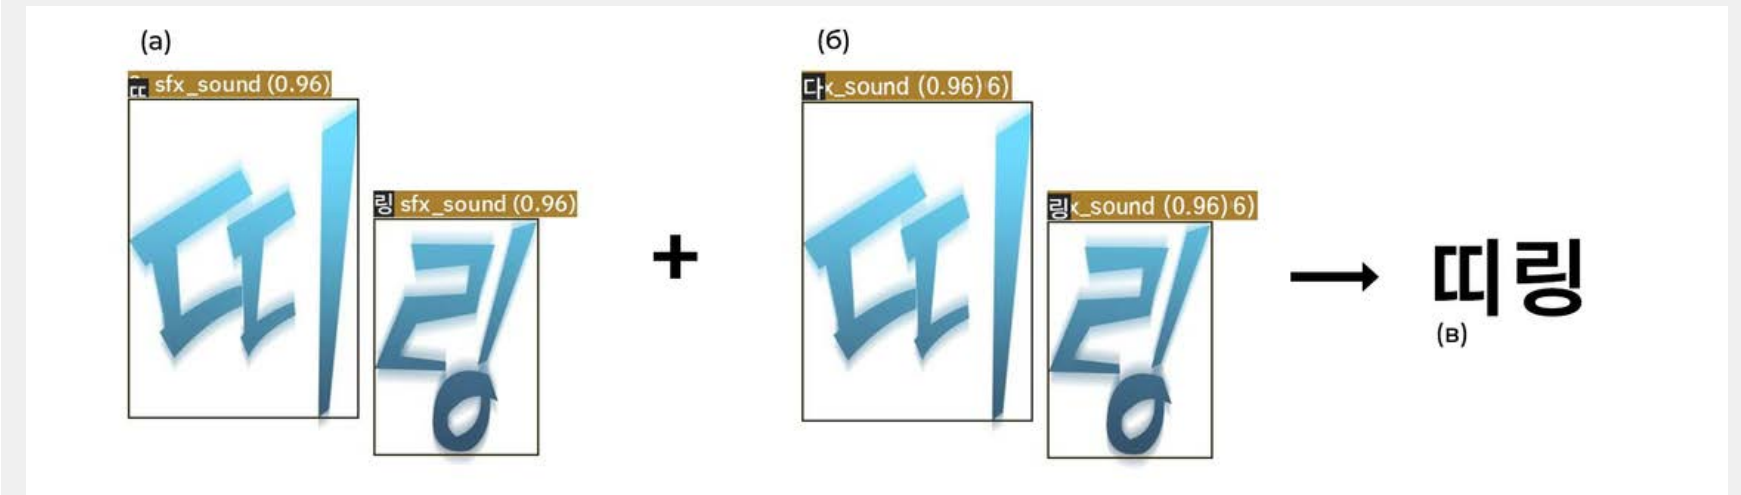 (а)
sfx_sound (0.96)
띠
링 sfx_sound (0.96)
링
+
(б)
다x_sound (0.96) 6)
띠
링x_sound (0.96) 6)
링
띠링
(в)